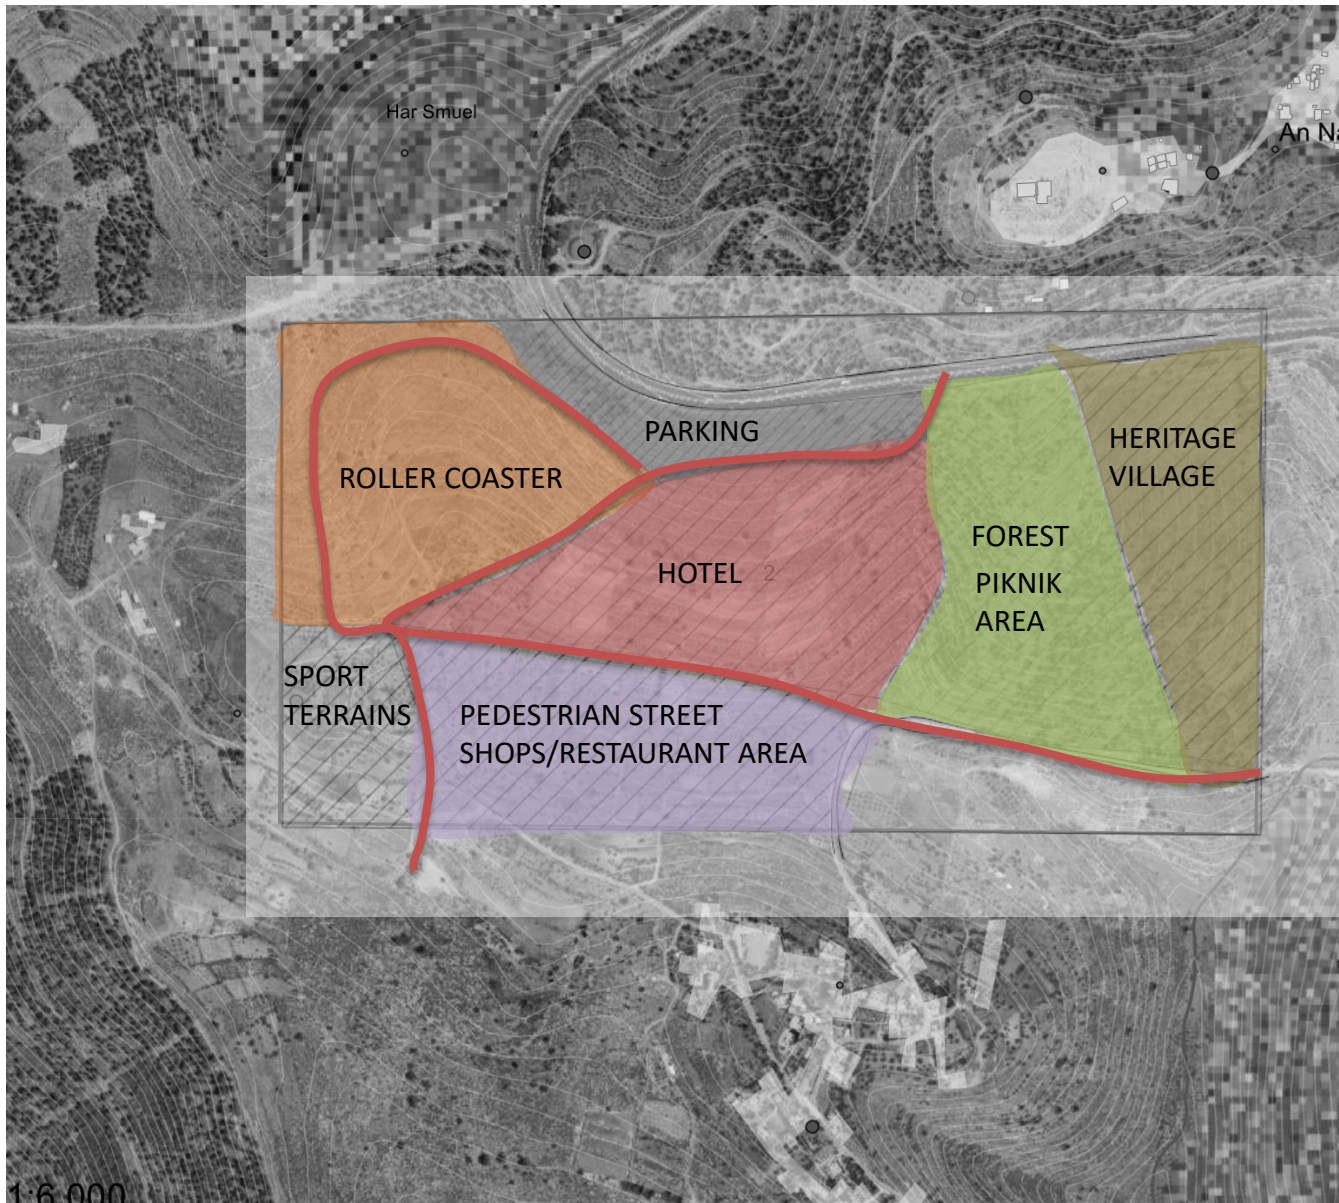 Har Smuel
An Na
PARKING
HERITAGE
VILLAGE
ROLLER COASTER
FOREST
PIKNIK
AREA
HOTEL
2
SPORT
TERRAINS
PEDESTRIAN STREET
SHOPS/RESTAURANT AREA
1:6 000